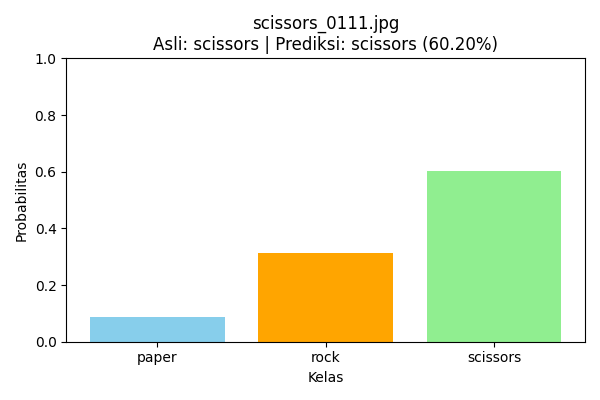 scissors_0111.jpg
Asli: scissors | Prediksi: scissors (60.20%)
1.0
0.8
0.6
0.4
0.2
0.0
Probabilitas
paper rock scissors
Kelas